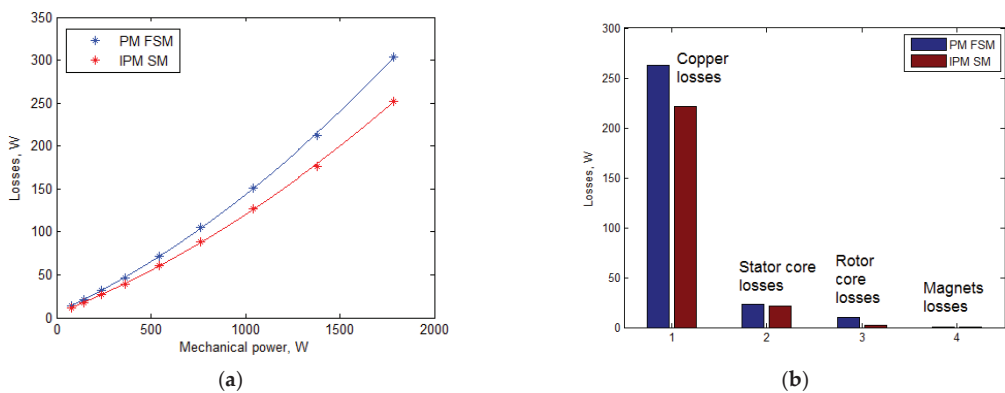 350
300
250
200
150
100
50
0
Losses, W
PM FSM
IPM SM
0 500 1000 1500 2000
Mechanical power, W
(a)
300
250
200
150
100
50
0
Losses, W
PM FSM
IPM SM
Copper
losses
Stator core
losses
Rotor
core
losses
Magnets
losses
1 2 3 4
(b)